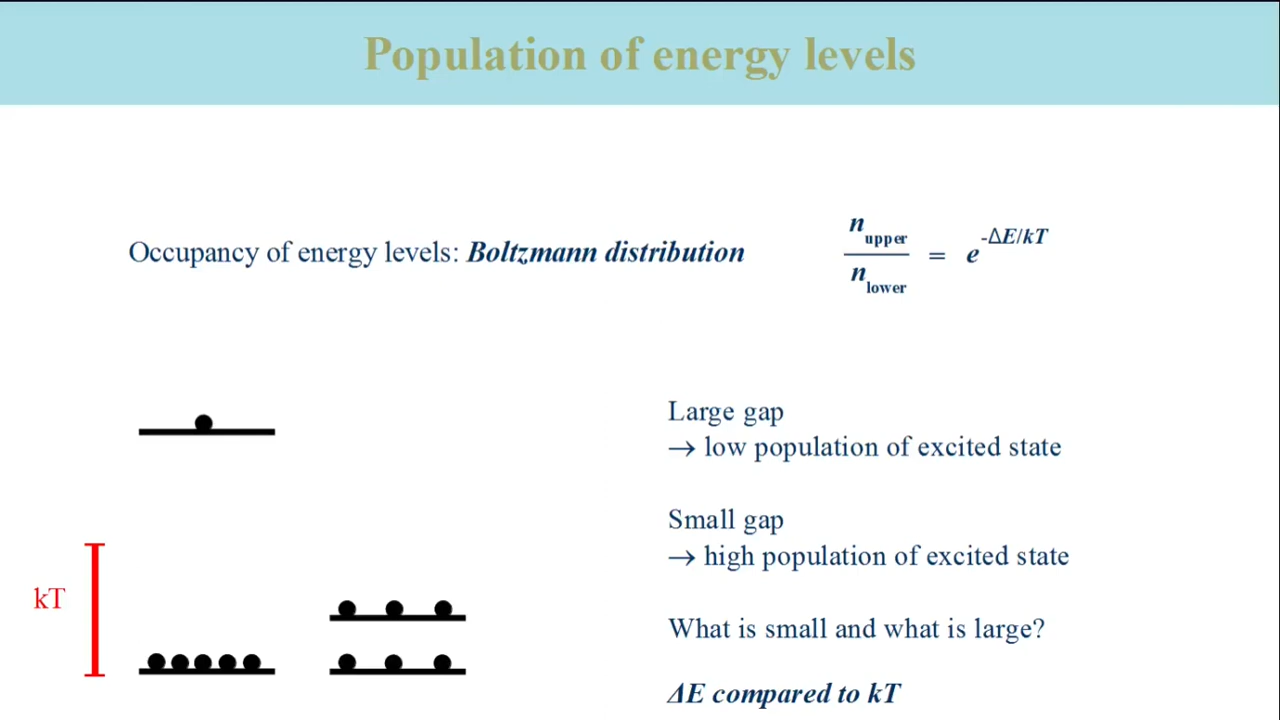 Population of energy levels
Occupancy of energy levels: Boltzmann distribution
n upper / n lower = e -ΔE/kT
Large gap
→ low population of excited state
Small gap
→ high population of excited state
kT
What is small and what is large?
ΔE compared to kT